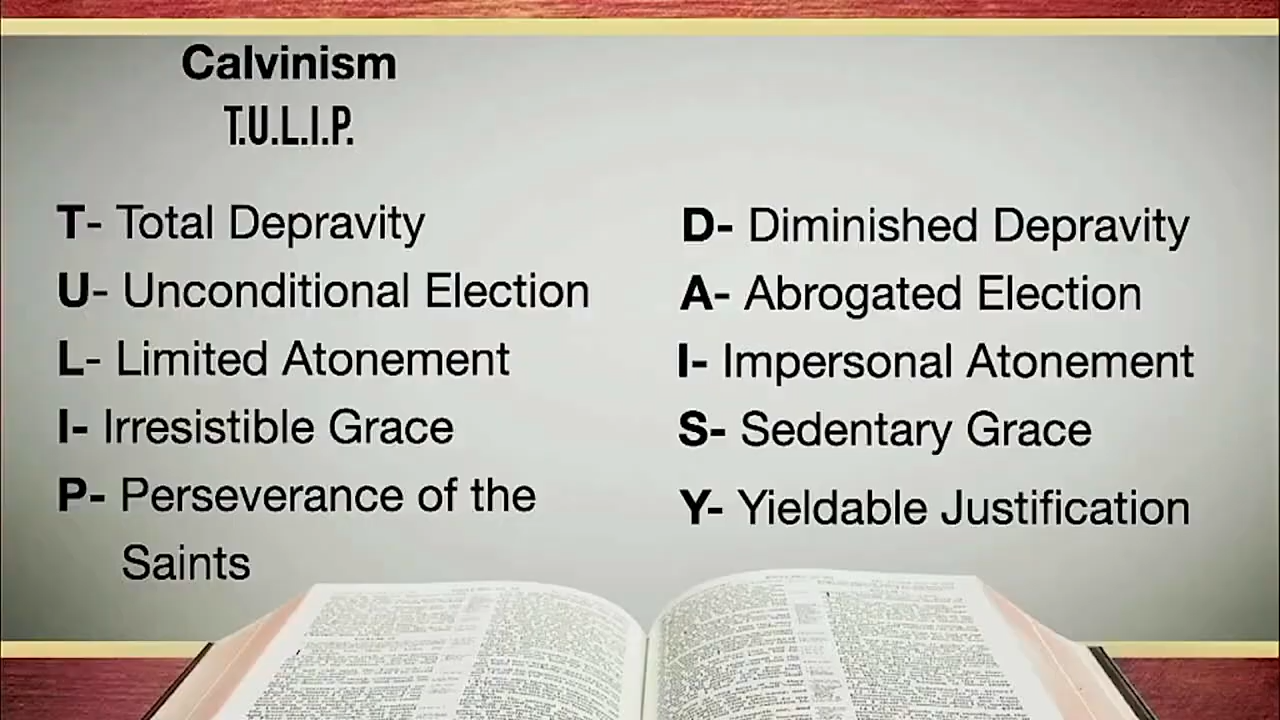 Calvinism
T.U.L.I.P.
T- Total Depravity
U- Unconditional Election
L- Limited Atonement
I- Irresistible Grace
P- Perseverance of the
Saints
D- Diminished Depravity
A- Abrogated Election
I- Impersonal Atonement
S- Sedentary Grace
Y- Yieldable Justification